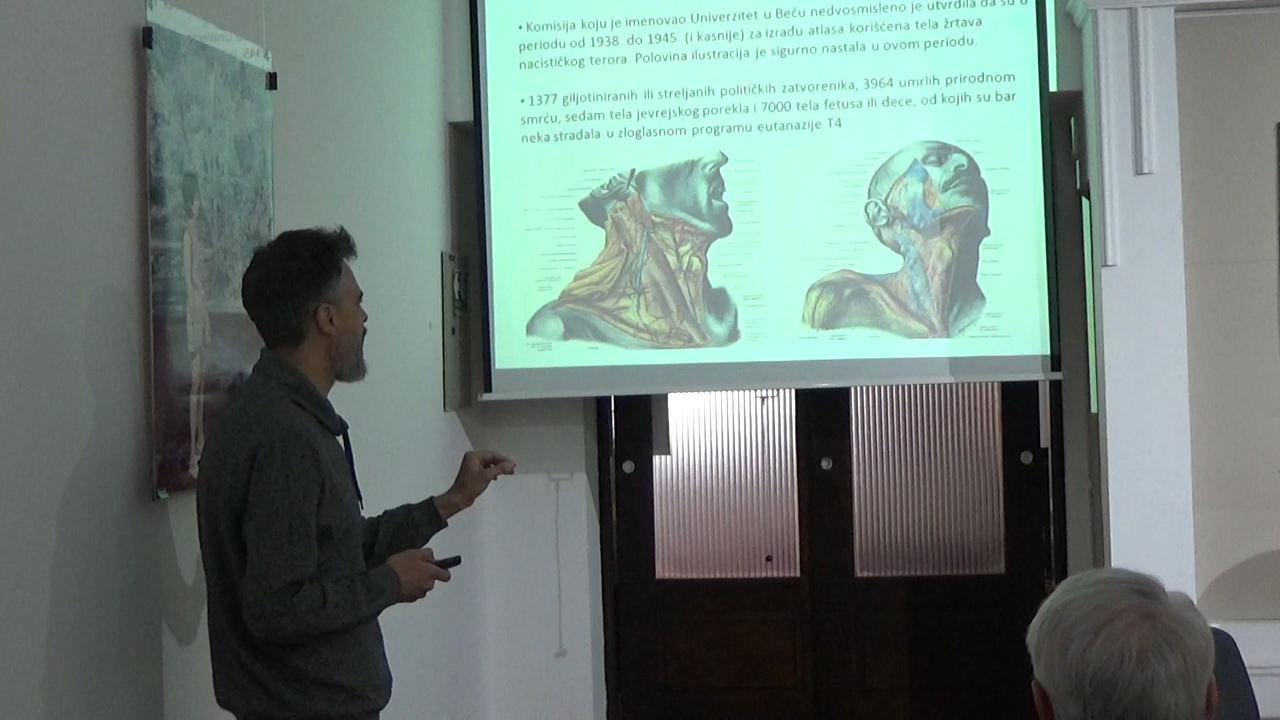 • Komisija koju je imenovao Univerzitet u Beču nedvosmisleno je utvrdila da su u
periodu od 1938 do 1945. (i kasnije) za izradu atlasa korišćena tela žrtava
nacističkog terora. Polovina ilustracija je sigurno nastala u ovom periodu.
• 1377 giljotiniranih ili streljanih političkih zatvorenika, 3964 umrlih prirodnom
smrću, sedam tela jevrejskog porekla i 7000 tela fetusa ili dece, od kojih su bar
neka stradala u zloglasnom programu eutanazije T4